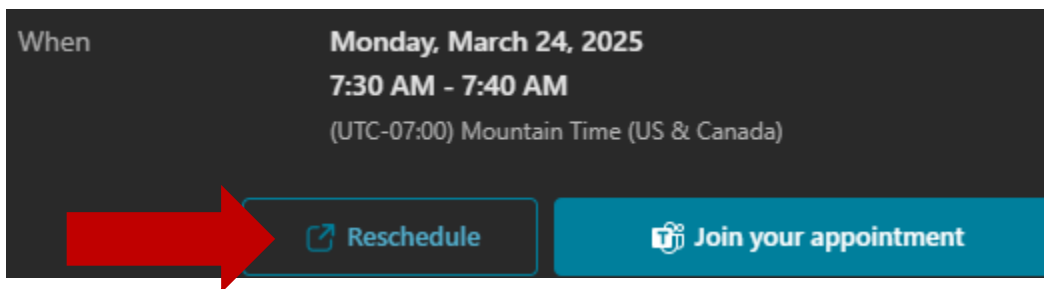 When
Monday, March 24, 2025
7:30 AM - 7:40 AM
(UTC-07:00) Mountain Time (US & Canada)
Reschedule
Join your appointment